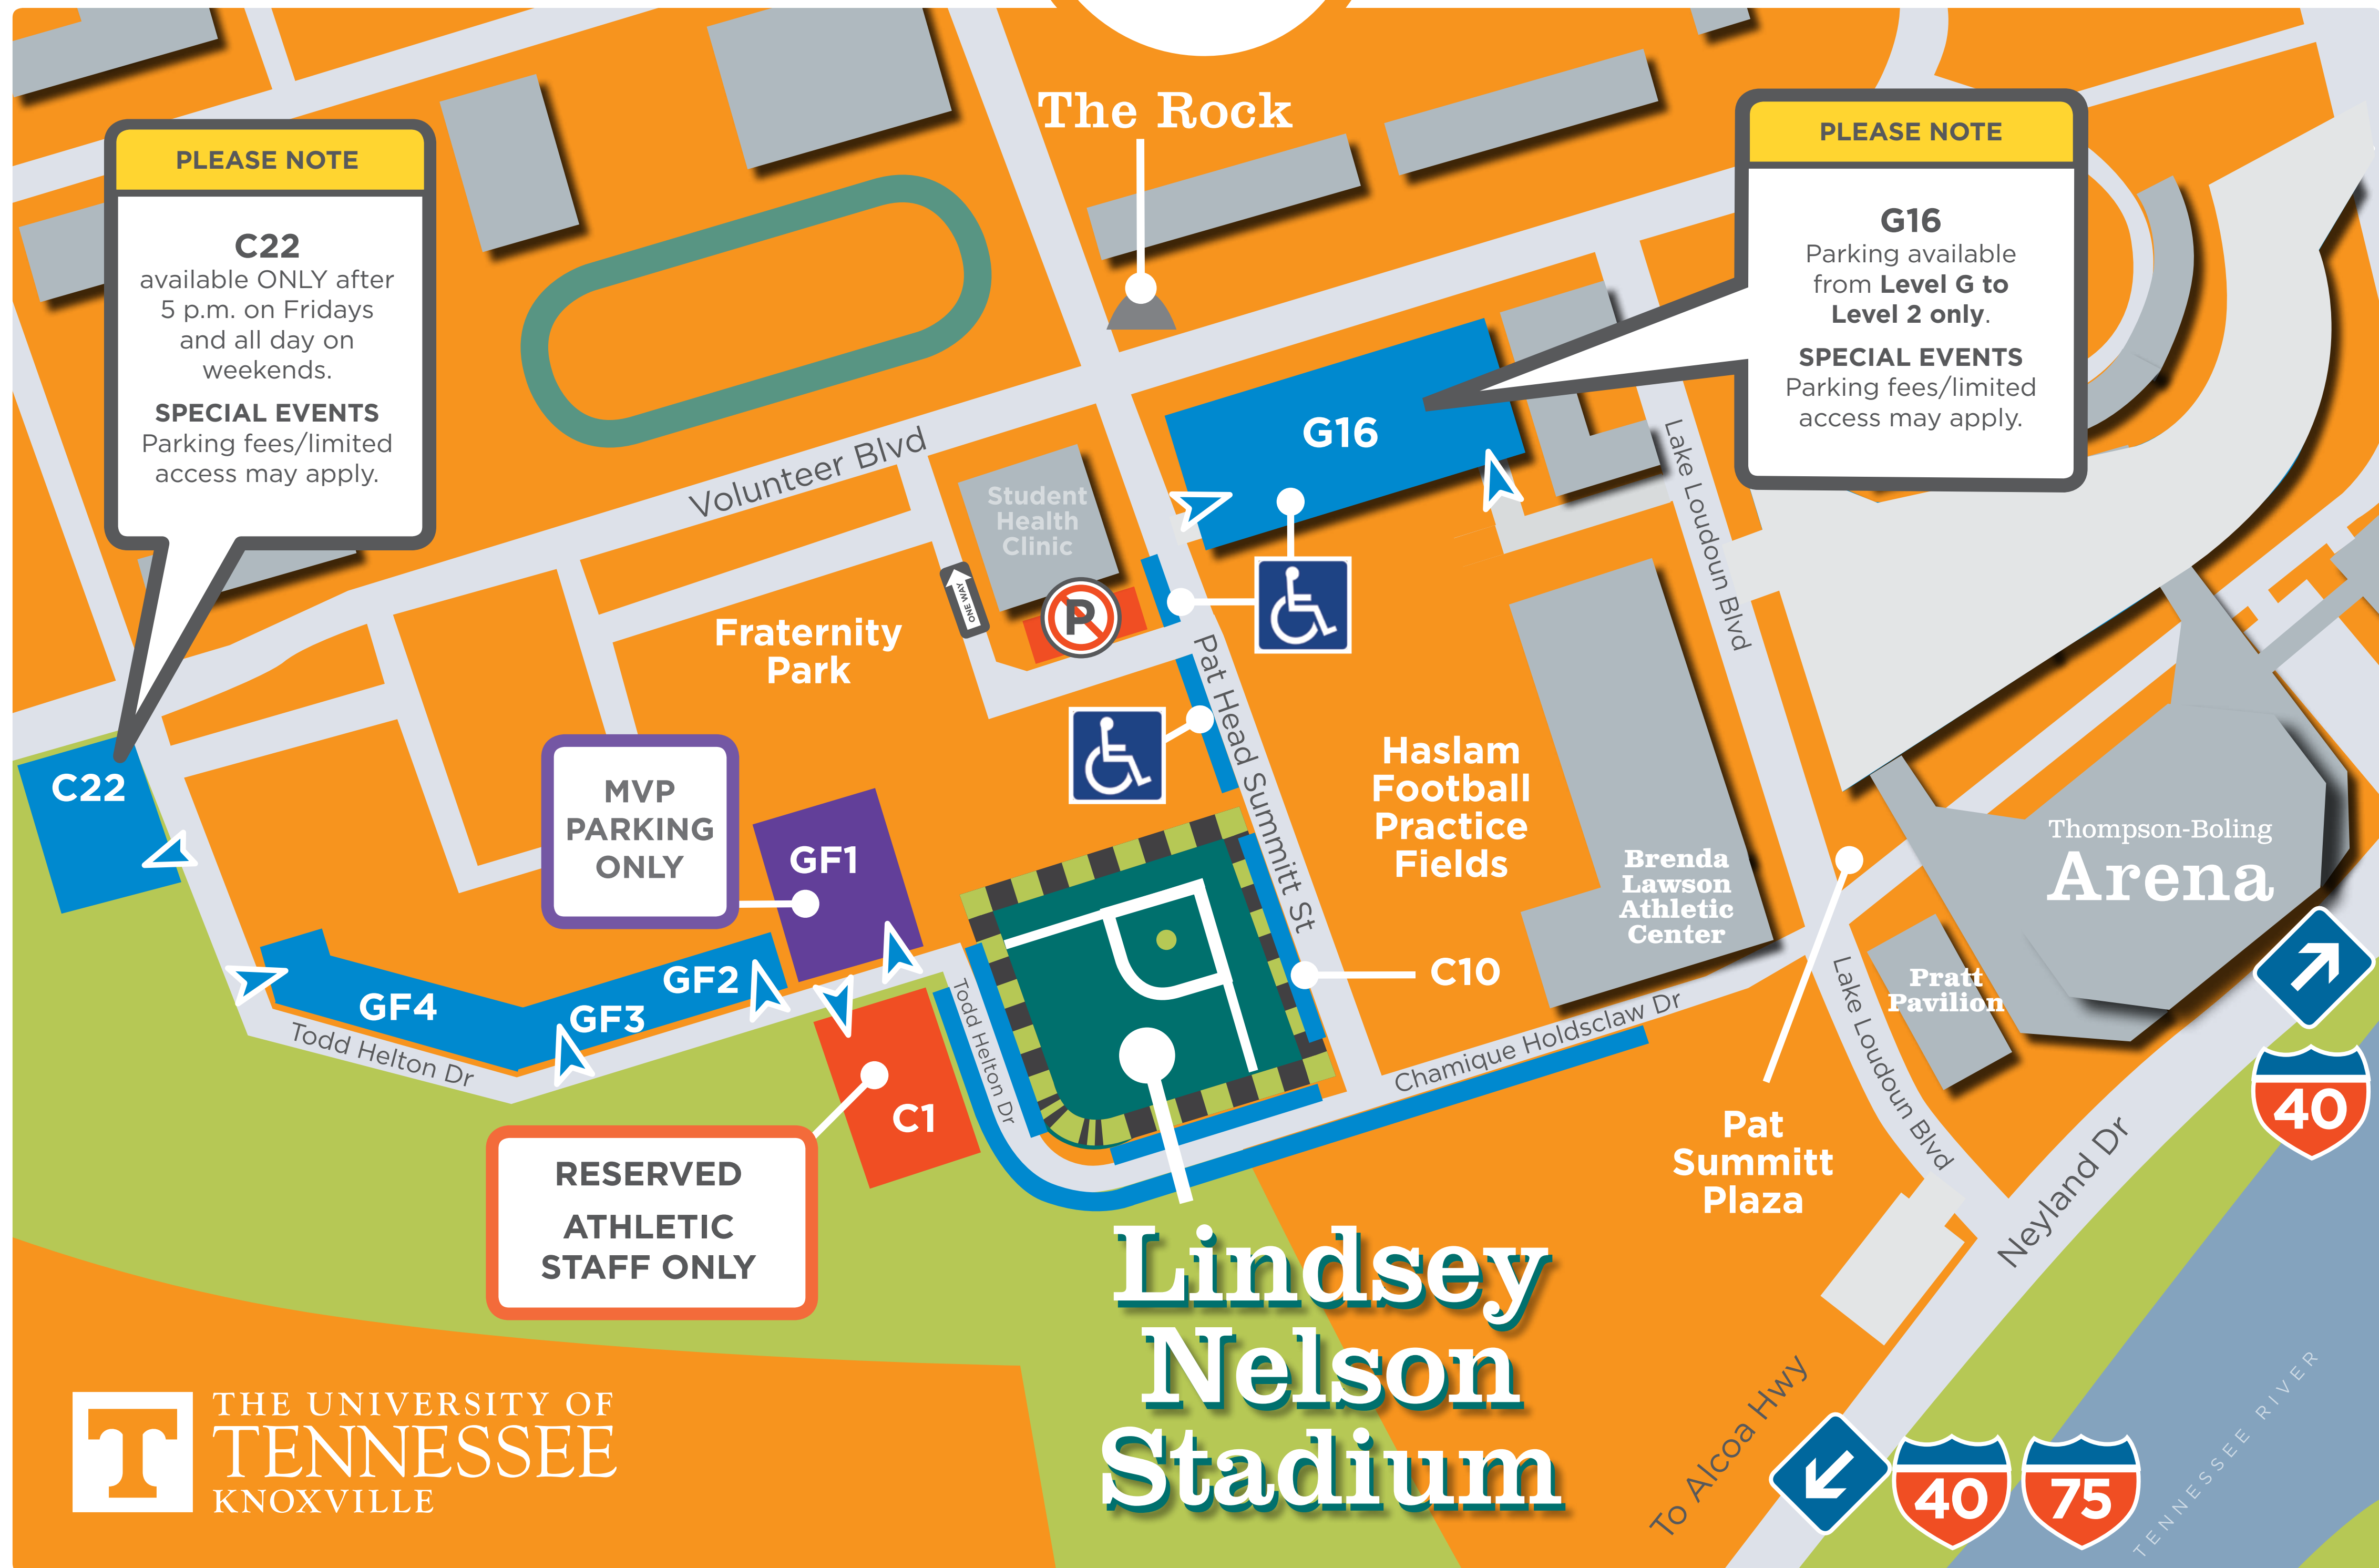 The Rock
PLEASE NOTE
C22
available ONLY after
5 p.m. on Fridays
and all day on
weekends.
SPECIAL EVENTS
Parking fees/limited
access may apply.
PLEASE NOTE
G16
Parking available
from Level G to
Level 2 only.
SPECIAL EVENTS
Parking fees/limited
access may apply.
G16
Volunteer Blvd
Lake Loudoun Blvd
Student
Health
Clinic
ONE WAY
P
Fraternity
Park
Pat Head Summitt St
C22
MVP
PARKING
ONLY
GF1
Haslam
Football
Practice
Fields
Brenda
Lawson
Athletic
Center
Thompson-Boling
Arena
GF2
GF3
GF4
C10
Pratt
Pavilion
Todd Helton Dr
Todd Helton Dr
Chamique Holdsclaw Dr
Lake Loudoun Blvd
C1
RESERVED
ATHLETIC
STAFF ONLY
Pat
Summitt
Plaza
40
Neyland Dr
Lindsey
Nelson
Stadium
To Alcoa Hwy
40
75
TENNESSEE RIVER
T
THE UNIVERSITY OF
TENNESSEE
KNOXVILLE